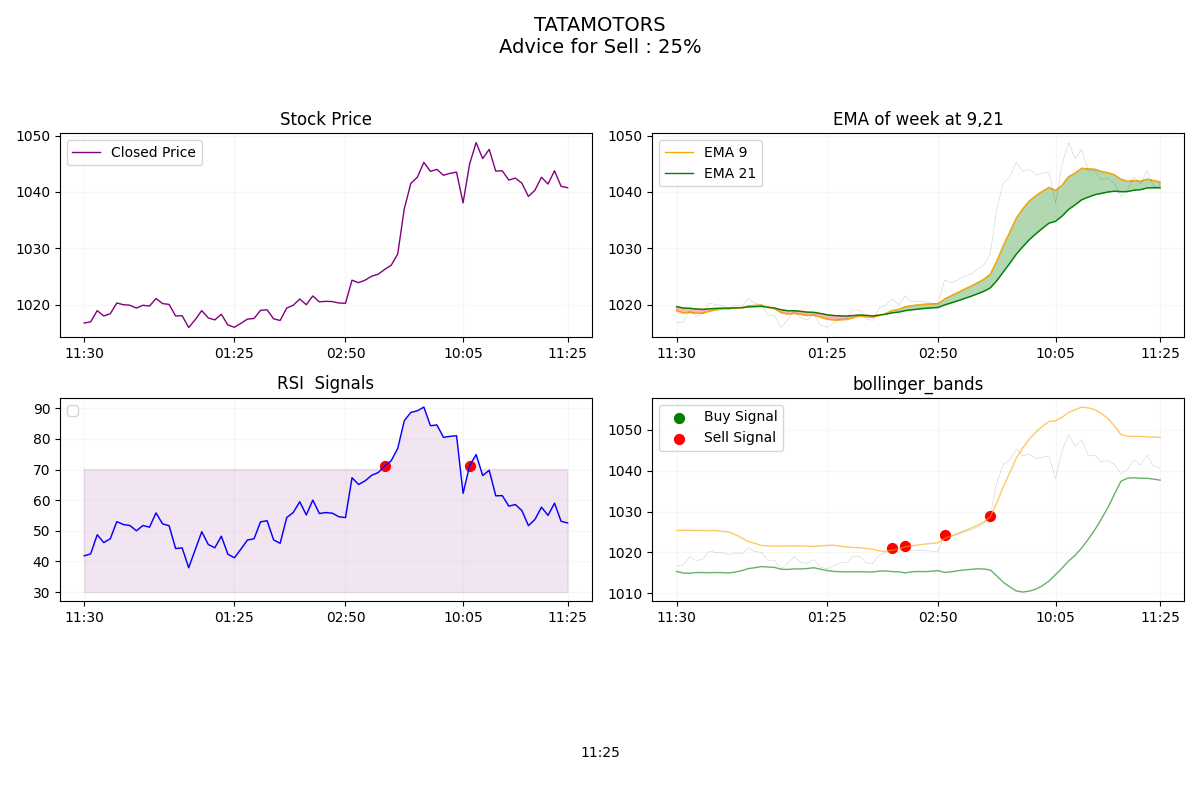 TATAMOTORS
Advice for Sell : 25%
Stock Price
1050
1040
1030
1020
Closed Price
11:30 01:25 02:50 10:05 11:25
EMA of week at 9,21
1050
1040
1030
1020
EMA 9
EMA 21
11:30 01:25 02:50 10:05 11:25
RSI  Signals
90
80
70
60
50
40
30
11:30 01:25 02:50 10:05 11:25
bollinger_bands
1050
1040
1030
1020
1010
Buy Signal
Sell Signal
11:30 01:25 02:50 10:05 11:25
11:25